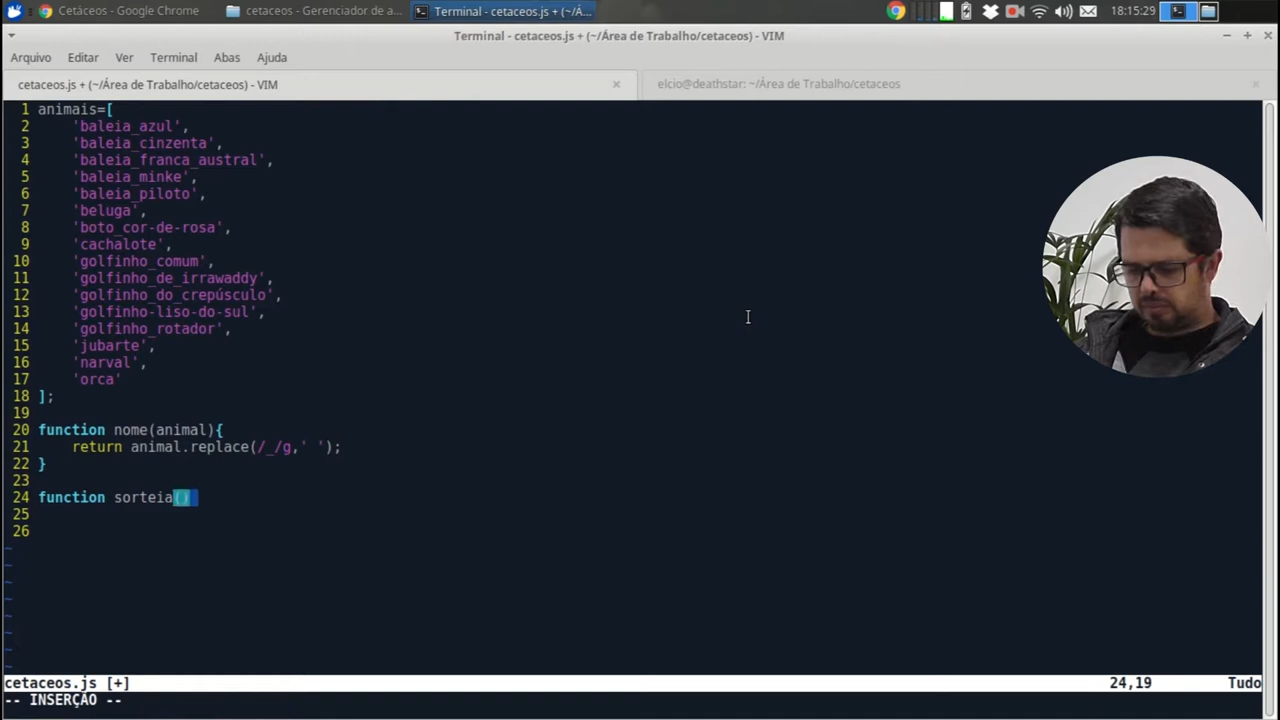 Cetáceos - Google Chrome
cetaceos - Gerenciador de a...
Terminal - cetaceos.js + (~/Á...
18:15:29
Terminal - cetaceos.js + (~/Área de Trabalho/cetaceos) - VIM
Arquivo Editar Ver Terminal Abas Ajuda
cetaceos.js + (~/Área de Trabalho/cetaceos) - VIM
elcio@deathstar: ~/Área de Trabalho/cetaceos
1 animais=[
2 'baleia_azul',
3 'baleia_cinzenta',
4 'baleia_franca_austral',
5 'baleia_minke',
6 'baleia_piloto',
7 'beluga',
8 'boto_cor-de-rosa',
9 'cachalote',
10 'golfinho_comum',
11 'golfinho_de_irrawaddy',
12 'golfinho_do_crepúsculo',
13 'golfinho-liso-do-sul',
14 'golfinho_rotador',
15 'jubarte',
16 'narval',
17 'orca'
18 ];
19
20 function nome(animal){
21 return animal.replace(/_/g,' ');
22 }
23
24 function sorteia()
25
26
~
~
~
~
~
~
~
~
cetaceos.js [+] 24,19 Tudo
-- INSERÇÃO --